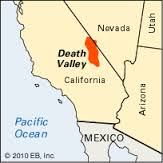 Nevada
Utah
Death
Valley
California
Arizona
Pacific
Ocean
MEXICO
© 2010 EB, Inc.